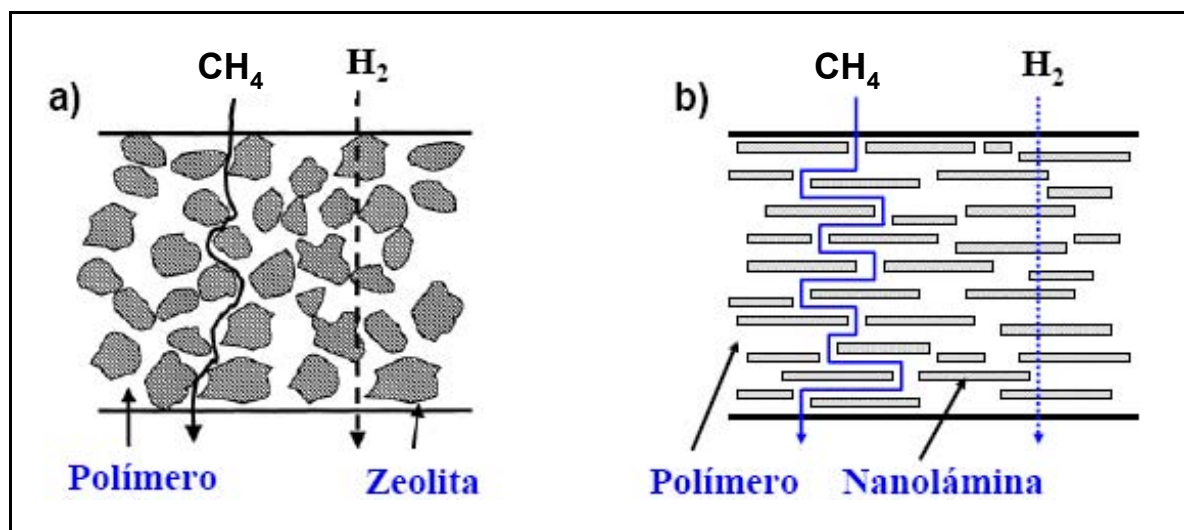 a)
CH₄
H₂
Polímero
Zeolita
b)
CH₄
H₂
Polímero
Nanolámina